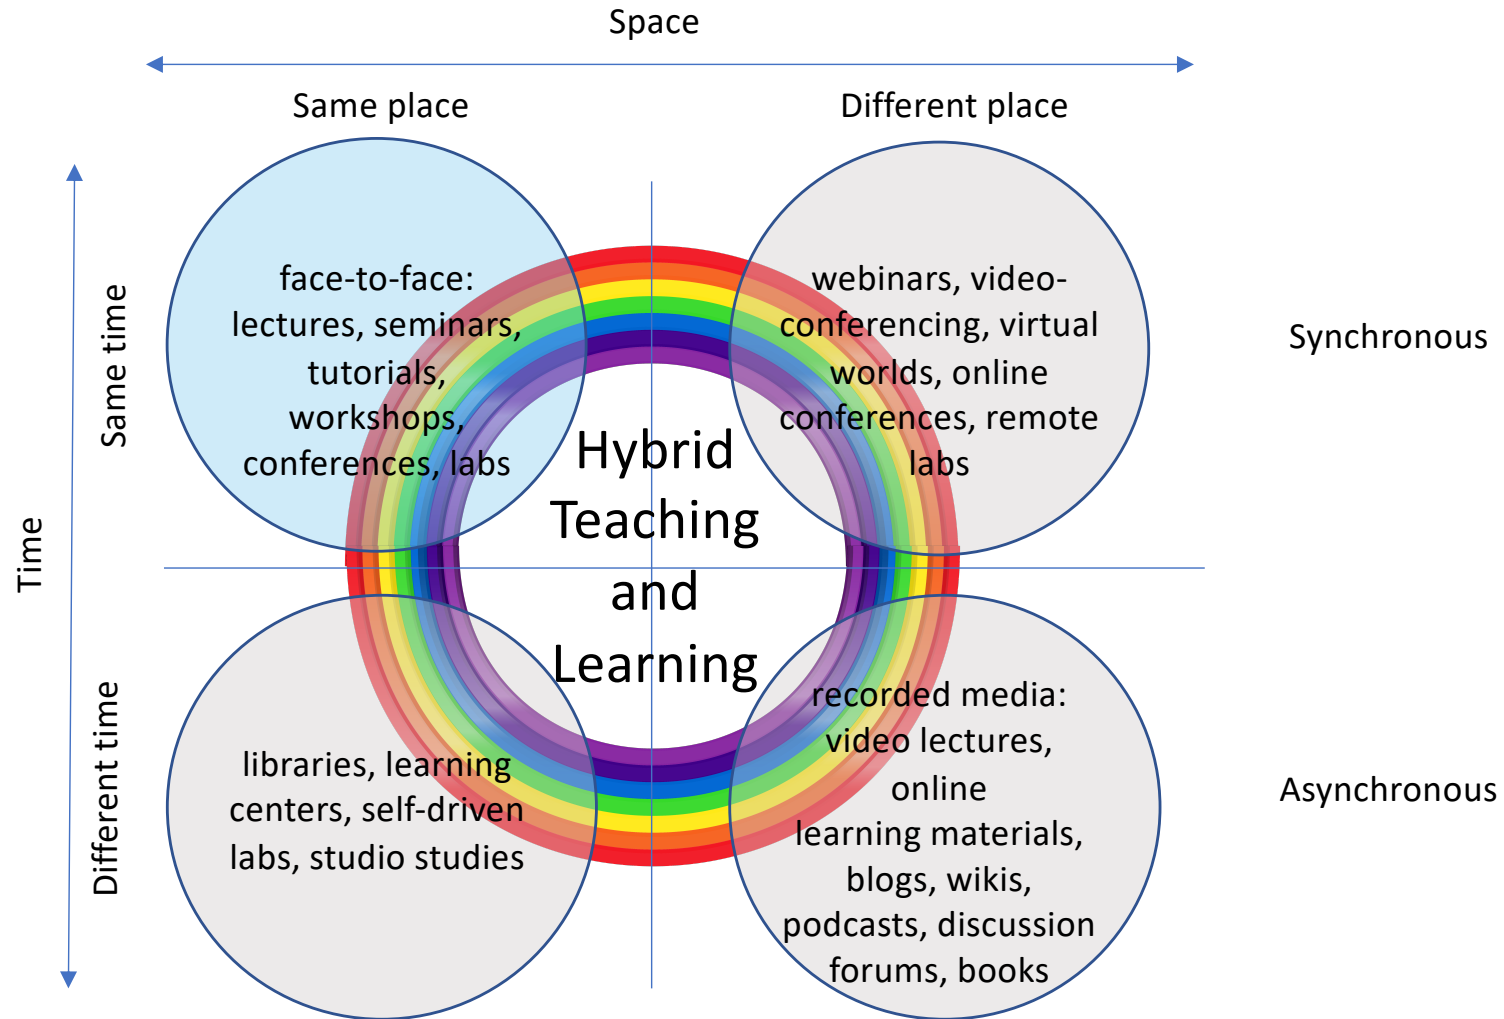 Space
Same place
Different place
Time
Same time
Different time
face-to-face:
lectures, seminars,
tutorials,
workshops,
conferences, labs
webinars, video-
conferencing, virtual
worlds, online
conferences, remote
labs
Synchronous
Hybrid
Teaching
and
Learning
libraries, learning
centers, self-driven
labs, studio studies
recorded media:
video lectures,
online
learning materials,
blogs, wikis,
podcasts, discussion
forums, books
Asynchronous